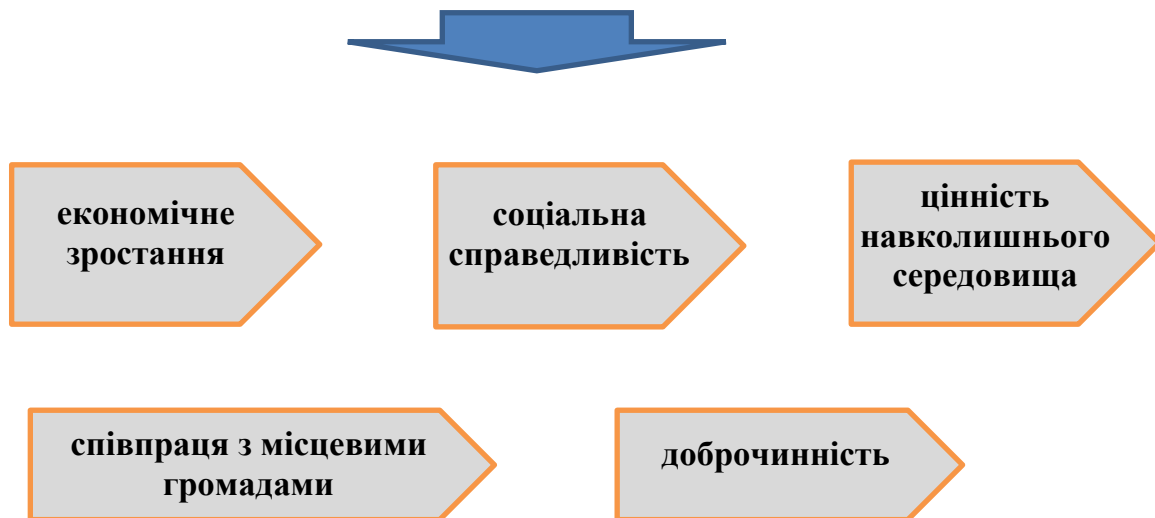 економічне
зростання
соціальна
справедливість
цінність
навколишнього
середовища
співпраця з місцевими
громадами
доброчинність